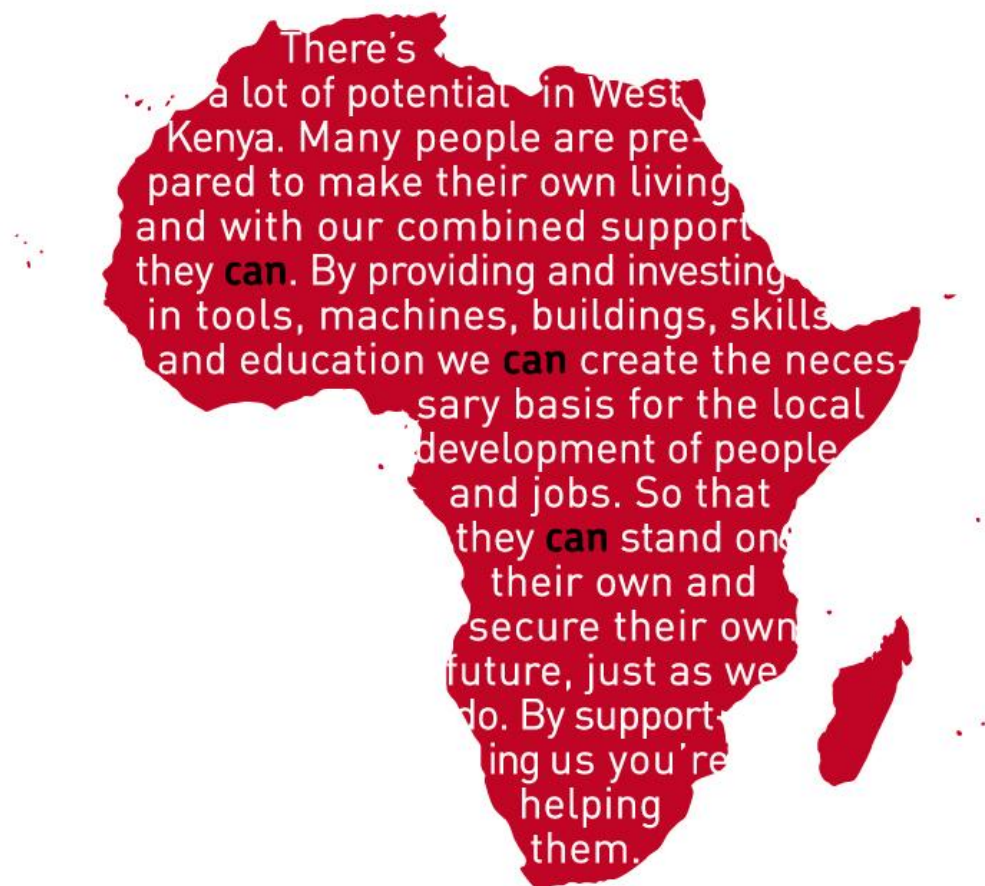 There's
a lot of potential in West
Kenya. Many people are pre-
pared to make their own living
and with our combined support
they can. By providing and investing
in tools, machines, buildings, skills
and education we can create the neces-
sary basis for the local
development of people
and jobs. So that
they can stand on
their own and
secure their own
future, just as we
do. By support-
ing us you're
helping
them.